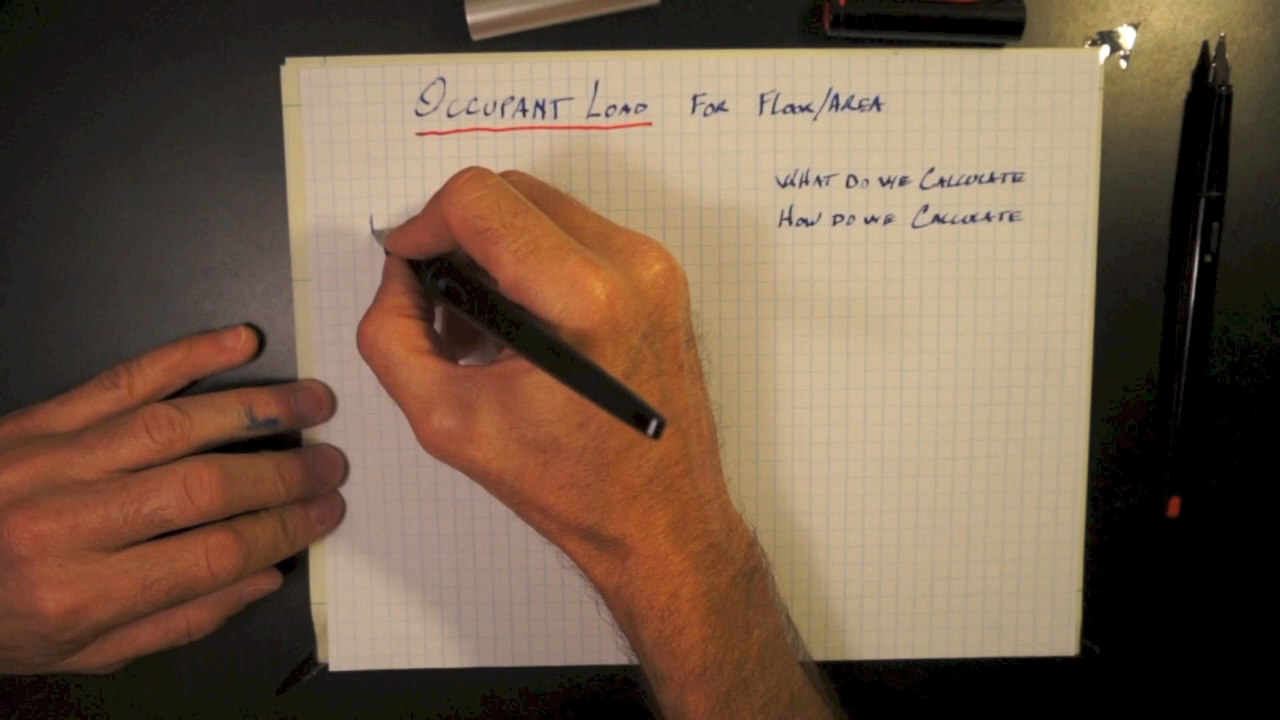 OCCUPANT LOAD FOR FLOOR/AREA
WHAT DO WE CALCULATE
HOW DO WE CALCULATE